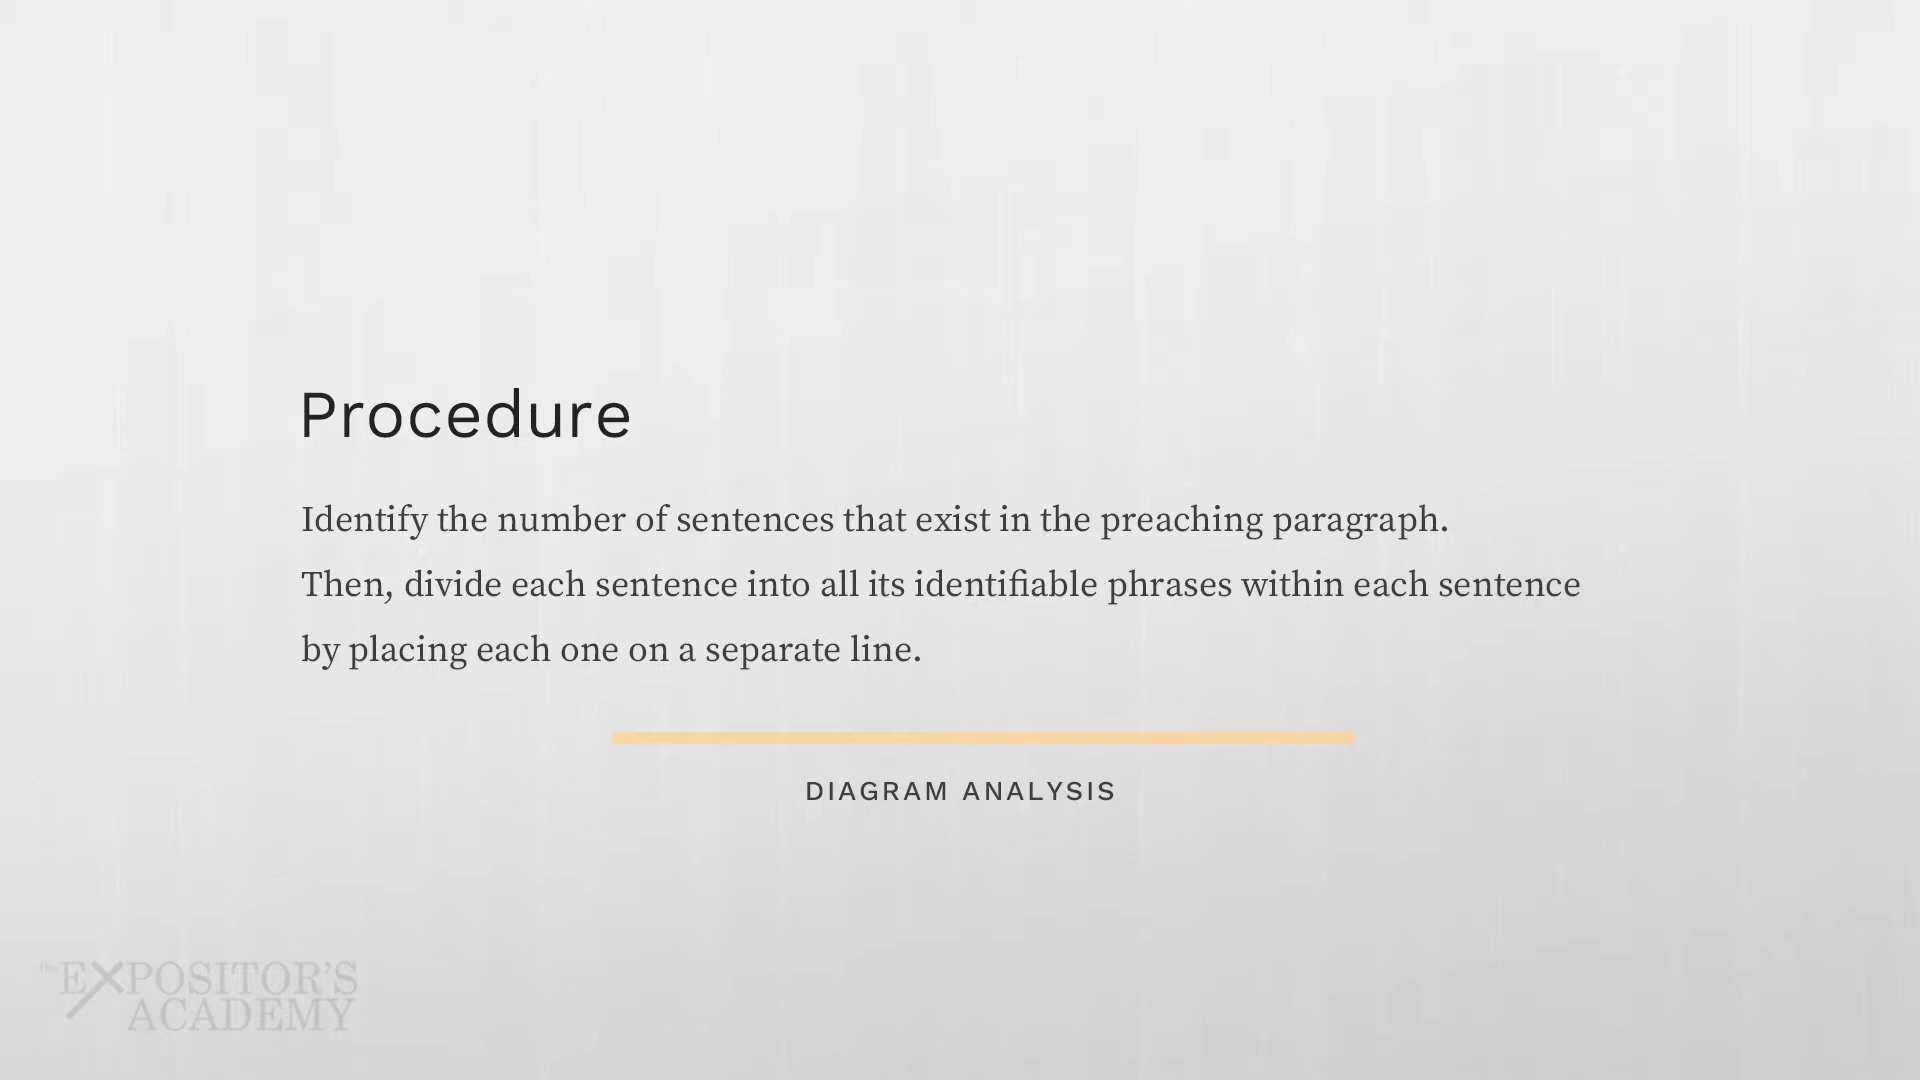 Procedure
Identify the number of sentences that exist in the preaching paragraph.
Then, divide each sentence into all its identifiable phrases within each sentence
by placing each one on a separate line.
DIAGRAM ANALYSIS
the EXPOSITOR'S
ACADEMY